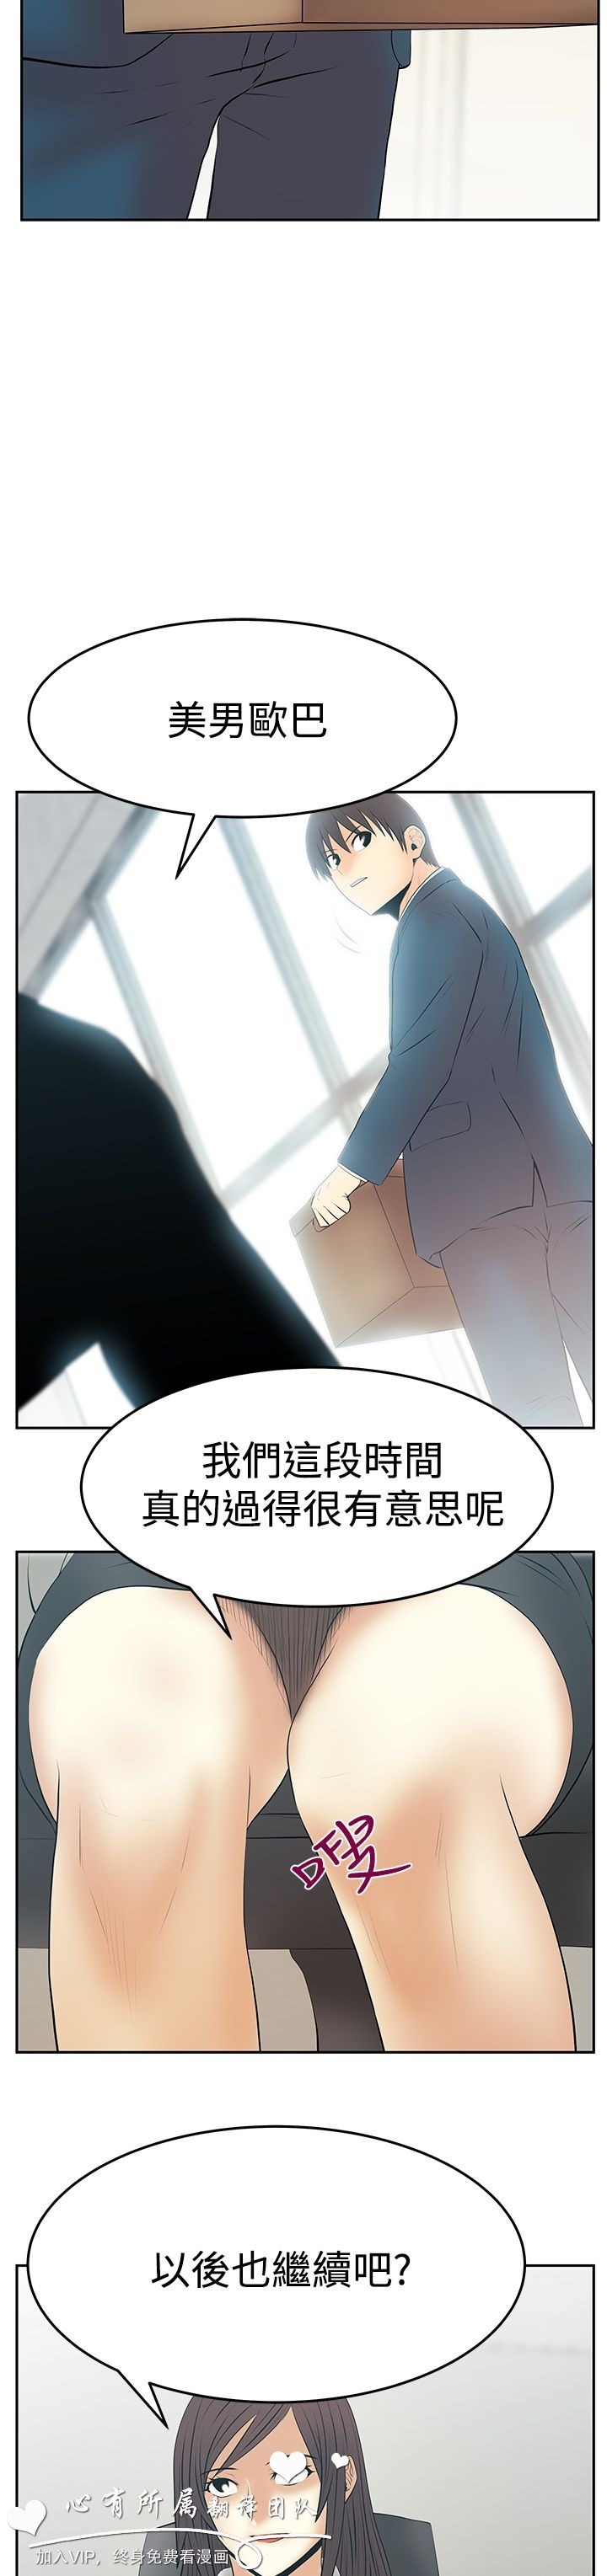 美男歐巴
我們這段時間
真的過得很有意思呢
嗖
以後也繼續吧?
心有所属翻译团队
加入VIP，终身免费看漫画